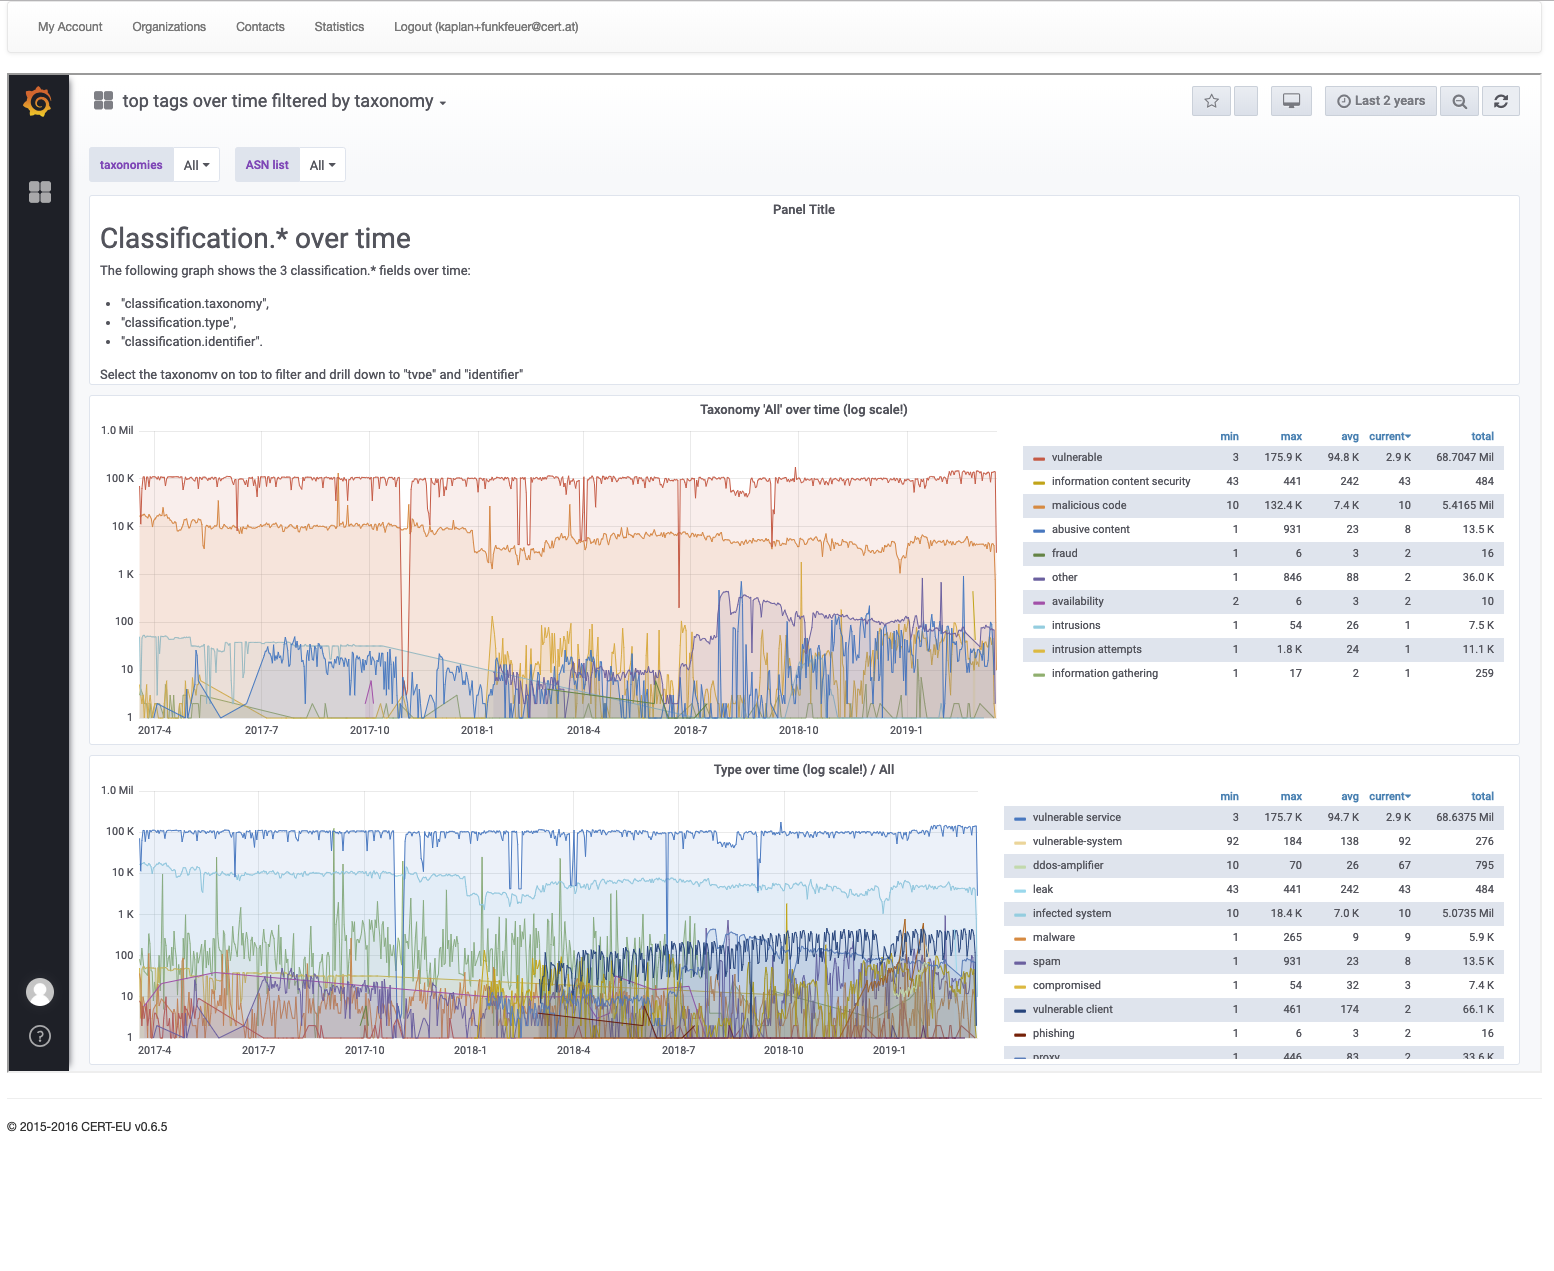 My Account Organizations Contacts Statistics Logout (kaplan+funkfeuer@cert.at)
top tags over time filtered by taxonomy
Last 2 years
taxonomies All ASN list All
Panel Title
Classification.* over time
The following graph shows the 3 classification.* fields over time:
• "classification.taxonomy",
• "classification.type",
• "classification.identifier".
Select the taxonomy on top to filter and drill down to "type" and "identifier"
Taxonomy 'All' over time (log scale!)
1.0 Mil
100 K
10 K
1 K
100
10
1
2017-4 2017-7 2017-10 2018-1 2018-4 2018-7 2018-10 2019-1
min max avg current total
vulnerable 3 175.9 K 94.8 K 2.9 K 68.7047 Mil
information content security 43 441 242 43 484
malicious code 10 132.4 K 7.4 K 10 5.4165 Mil
abusive content 1 931 23 8 13.5 K
fraud 1 6 3 2 16
other 1 846 88 2 36.0 K
availability 2 6 3 2 10
intrusions 1 54 26 1 7.5 K
intrusion attempts 1 1.8 K 24 1 11.1 K
information gathering 1 17 2 1 259
Type over time (log scale!) / All
1.0 Mil
100 K
10 K
1 K
100
10
1
2017-4 2017-7 2017-10 2018-1 2018-4 2018-7 2018-10 2019-1
min max avg current total
vulnerable service 3 175.7 K 94.7 K 2.9 K 68.6375 Mil
vulnerable-system 92 184 138 92 276
ddos-amplifier 10 70 26 67 795
leak 43 441 242 43 484
infected system 10 18.4 K 7.0 K 10 5.0735 Mil
malware 1 265 9 9 5.9 K
spam 1 931 23 8 13.5 K
compromised 1 54 32 3 7.4 K
vulnerable client 1 461 174 2 66.1 K
phishing 1 6 3 2 16
proxy 1 446 83 2 33.6 K
?
© 2015-2016 CERT-EU v0.6.5